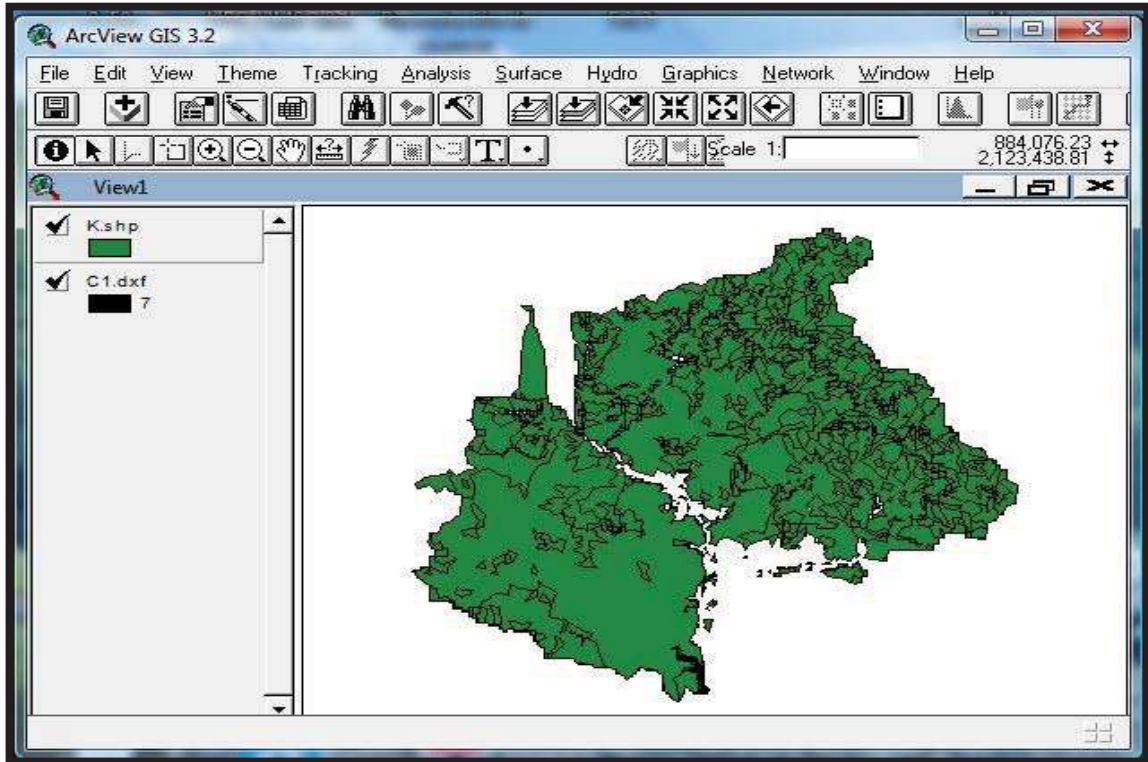 ArcView GIS 3.2
File Edit View Theme Tracking Analysis Surface Hydro Graphics Network Window Help
T Scale 1: 884,076.23
2,123,438.81
View1
K.shp
C1.dxf
7